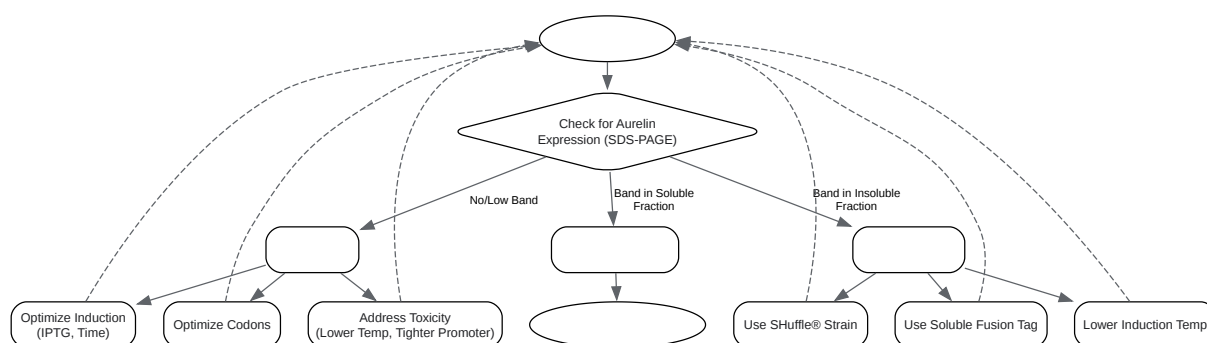 Check for Aurelin
Expression (SDS-PAGE)
No/Low Band
Band in Soluble
Fraction
Band in Insoluble
Fraction
Optimize Induction
(IPTG, Time)
Optimize Codons
Address Toxicity
(Lower Temp, Tighter Promoter)
Use SHuffle® Strain
Use Soluble Fusion Tag
Lower Induction Temp